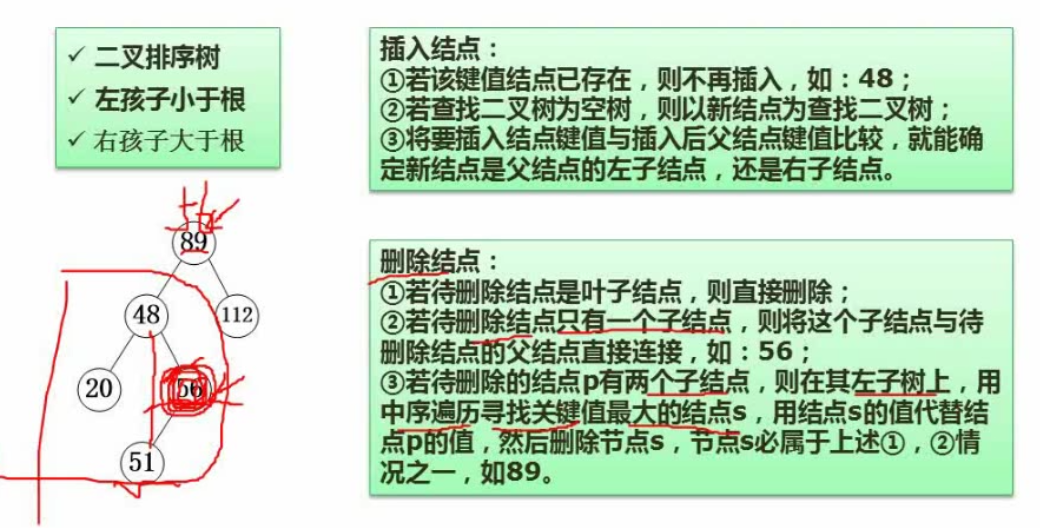 ✓ 二叉排序树
✓ 左孩子小于根
✓ 右孩子大于根
插入结点：
①若该键值结点已存在，则不再插入，如：48；
②若查找二叉树为空树，则以新结点为查找二叉树；
③将要插入结点键值与插入后父结点键值比较，就能确
定新结点是父结点的左子结点，还是右子结点。
89
48
112
20
56
51
删除结点：
①若待删除结点是叶子结点，则直接删除；
②若待删除结点只有一个子结点，则将这个子结点与待
删除结点的父结点直接连接，如：56；
③若待删除的结点p有两个子结点，则在其左子树上，用
中序遍历寻找关键值最大的结点s，用结点s的值代替结
点p的值，然后删除节点s，节点s必属于上述①，②情
况之一，如89。